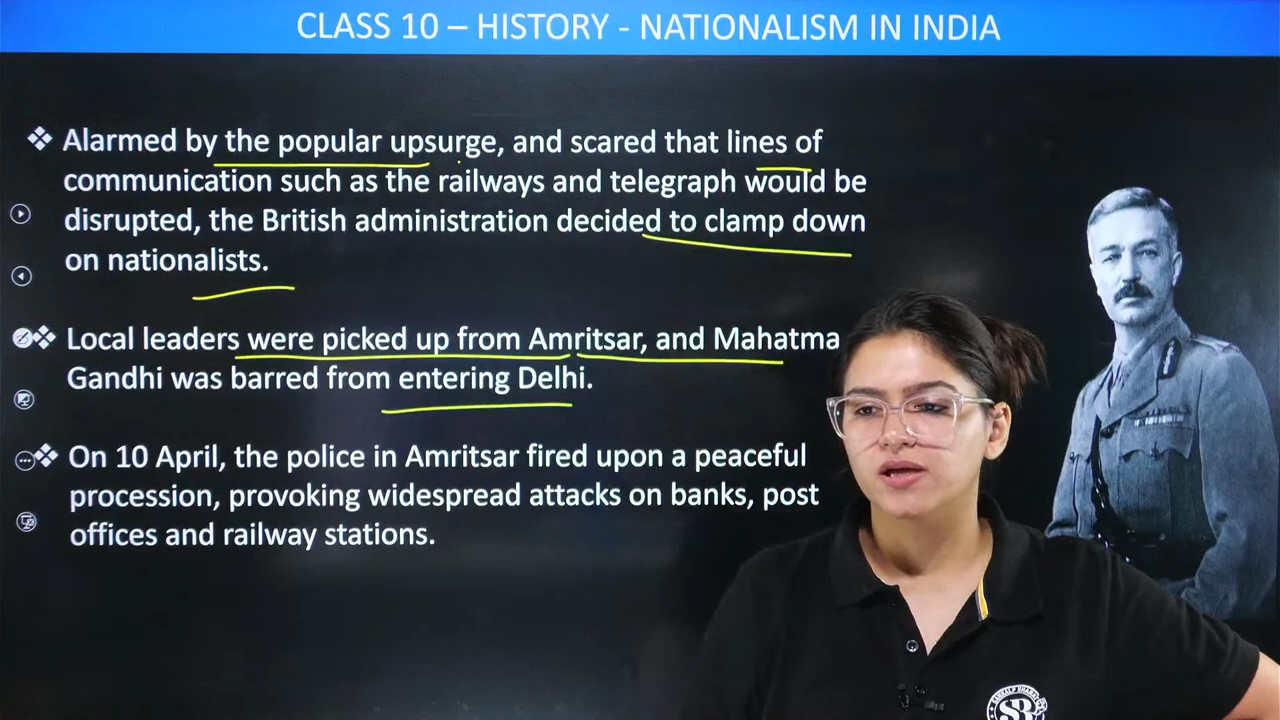 CLASS 10 – HISTORY - NATIONALISM IN INDIA
❖ Alarmed by the popular upsurge, and scared that lines of
communication such as the railways and telegraph would be
disrupted, the British administration decided to clamp down
on nationalists.
❖ Local leaders were picked up from Amritsar, and Mahatma
Gandhi was barred from entering Delhi.
❖ On 10 April, the police in Amritsar fired upon a peaceful
procession, provoking widespread attacks on banks, post
offices and railway stations.
SB